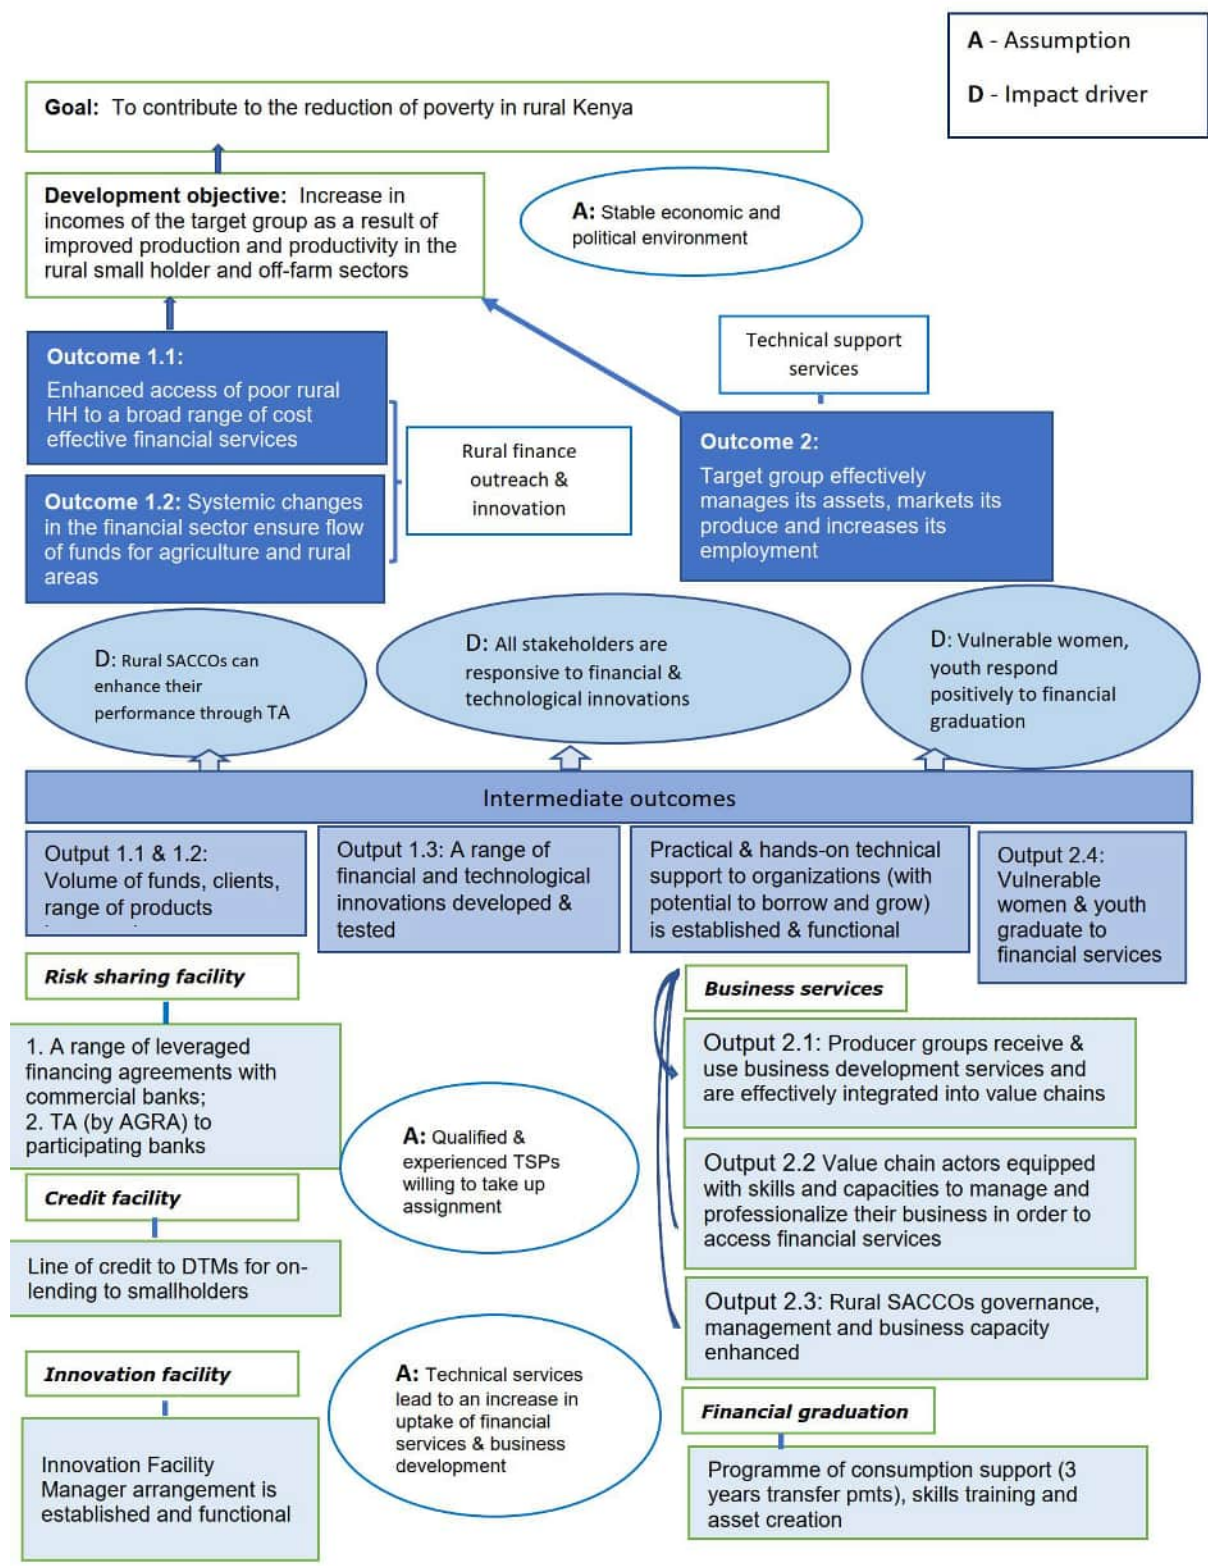 A - Assumption
D - Impact driver
Goal: To contribute to the reduction of poverty in rural Kenya
Development objective: Increase in
incomes of the target group as a result of
improved production and productivity in the
rural small holder and off-farm sectors
A: Stable economic and
political environment
Outcome 1.1:
Enhanced access of poor rural
HH to a broad range of cost
effective financial services
Outcome 1.2: Systemic changes
in the financial sector ensure flow
of funds for agriculture and rural
areas
Rural finance
outreach &
innovation
Technical support
services
Outcome 2:
Target group effectively
manages its assets, markets its
produce and increases its
employment
D: Rural SACCOs can
enhance their
performance through TA
D: All stakeholders are
responsive to financial &
technological innovations
D: Vulnerable women,
youth respond
positively to financial
graduation
Intermediate outcomes
Output 1.1 & 1.2:
Volume of funds, clients,
range of products
Output 1.3: A range of
financial and technological
innovations developed &
tested
Practical & hands-on technical
support to organizations (with
potential to borrow and grow)
is established & functional
Output 2.4:
Vulnerable
women & youth
graduate to
financial services
Risk sharing facility
1. A range of leveraged
financing agreements with
commercial banks;
2. TA (by AGRA) to
participating banks
Credit facility
Line of credit to DTMs for on-
lending to smallholders
Innovation facility
Innovation Facility
Manager arrangement is
established and functional
A: Qualified &
experienced TSPs
willing to take up
assignment
A: Technical services
lead to an increase in
uptake of financial
services & business
development
Business services
Output 2.1: Producer groups receive &
use business development services and
are effectively integrated into value chains
Output 2.2 Value chain actors equipped
with skills and capacities to manage and
professionalize their business in order to
access financial services
Output 2.3: Rural SACCOs governance,
management and business capacity
enhanced
Financial graduation
Programme of consumption support (3
years transfer pmts), skills training and
asset creation